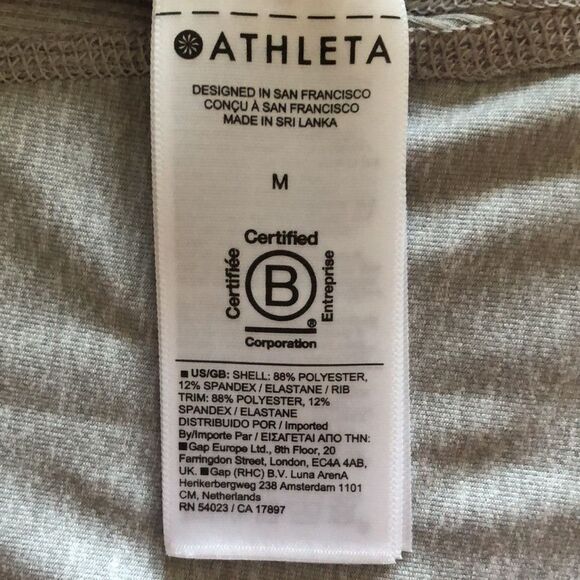 ATHLETA
DESIGNED IN SAN FRANCISCO
CONÇU À SAN FRANCISCO
MADE IN SRI LANKA
M
Certified
Certifiée
B
Entreprise
®
Corporation
■ US/GB: SHELL: 88% POLYESTER,
12% SPANDEX / ELASTANE / RIB
TRIM: 88% POLYESTER, 12%
SPANDEX / ELASTANE
DISTRIBUIDO POR / Imported
By/Importe Par / ΕΙΣΑΓΕΤΑΙ ΑΠΟ ΤΗΝ:
■Gap Europe Ltd., 8th Floor, 20
Farringdon Street, London, EC4A 4AB,
UK. ■Gap (RHC) B.V. Luna ArenA
Herikerbergweg 238 Amsterdam 1101
CM, Netherlands
RN 54023 / CA 17897